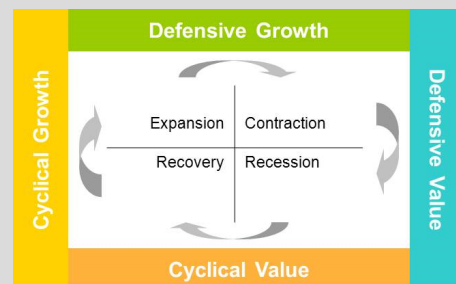 Defensive Growth
Cyclical Growth
Expansion
Contraction
Recovery
Recession
Defensive Value
Cyclical Value